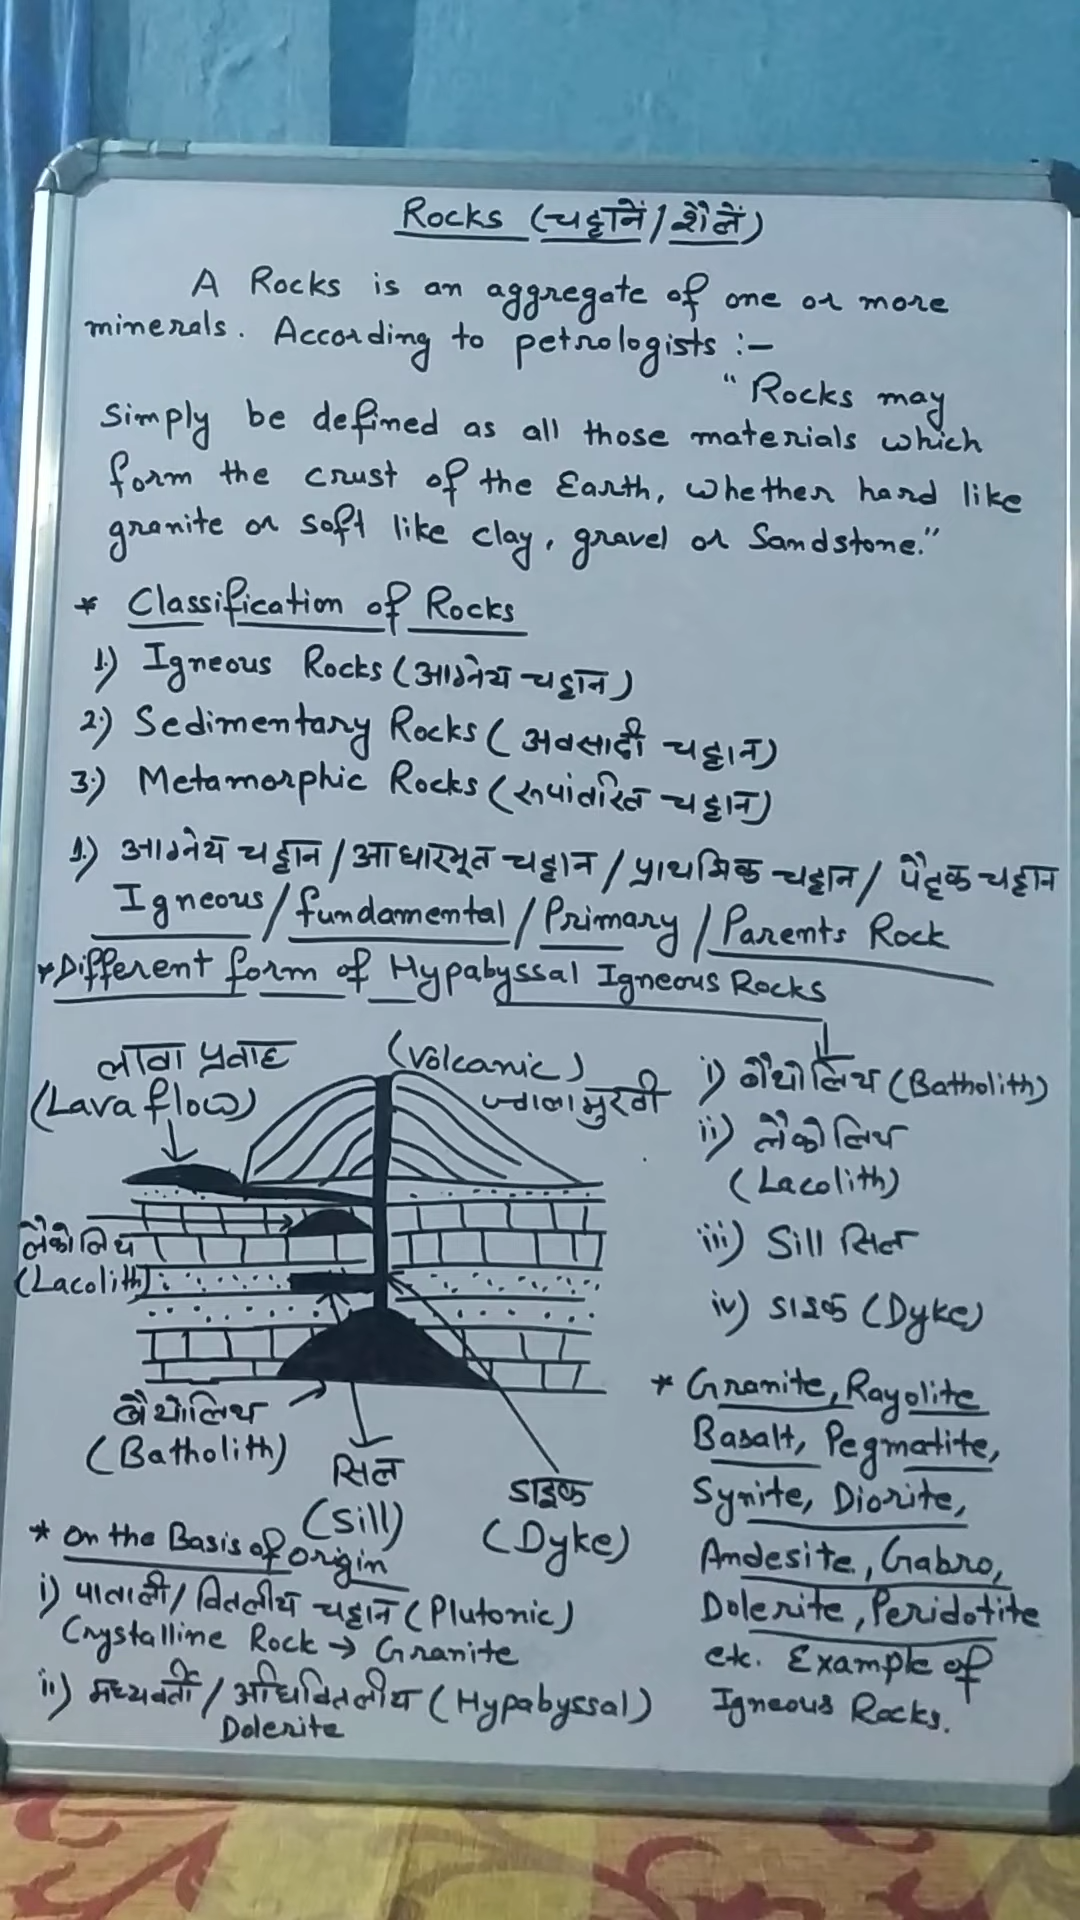 Rocks (चट्टानें/शैलें)
A Rocks is an aggregate of one or more
minerals. According to petrologists :-
"Rocks may
Simply be defined as all those materials which
form the crust of the Earth, whether hard like
granite or soft like clay, gravel or Sandstone."
* Classification of Rocks
1.) Igneous Rocks (आग्नेय चट्टान)
2.) Sedimentary Rocks (अवसादी चट्टान)
3.) Metamorphic Rocks (रूपांतरित चट्टान)
1.) आग्नेय चट्टान/आधारभूत चट्टान/प्राथमिक चट्टान/पैतृक चट्टान
Igneous/fundamental/Primary/Parents Rock
* Different form of Hypabyssal Igneous Rocks
लावा प्रवाह
(Lava flow)
(Volcanic)
ज्वालामुखी
लैकोलिथ
(Lacolith)
बैथोलिथ
(Batholith)
सिल
(Sill)
डाइक
(Dyke)
i) बैथोलिथ (Batholith)
ii) लैकोलिथ
(Lacolith)
iii) Sill सिल
iv) डाइक (Dyke)
* Granite, Rayolite
Basalt, Pegmatite,
Synite, Diorite,
Andesite, Gabro,
Dolerite, Peridotite
etc. Example of
Igneous Rocks.
* On the Basis of Origin
i) पाताली/वितलीय चट्टान (Plutonic)
Crystalline Rock → Granite
ii) मध्यवर्ती/अधिवितलीय (Hypabyssal)
Dolerite